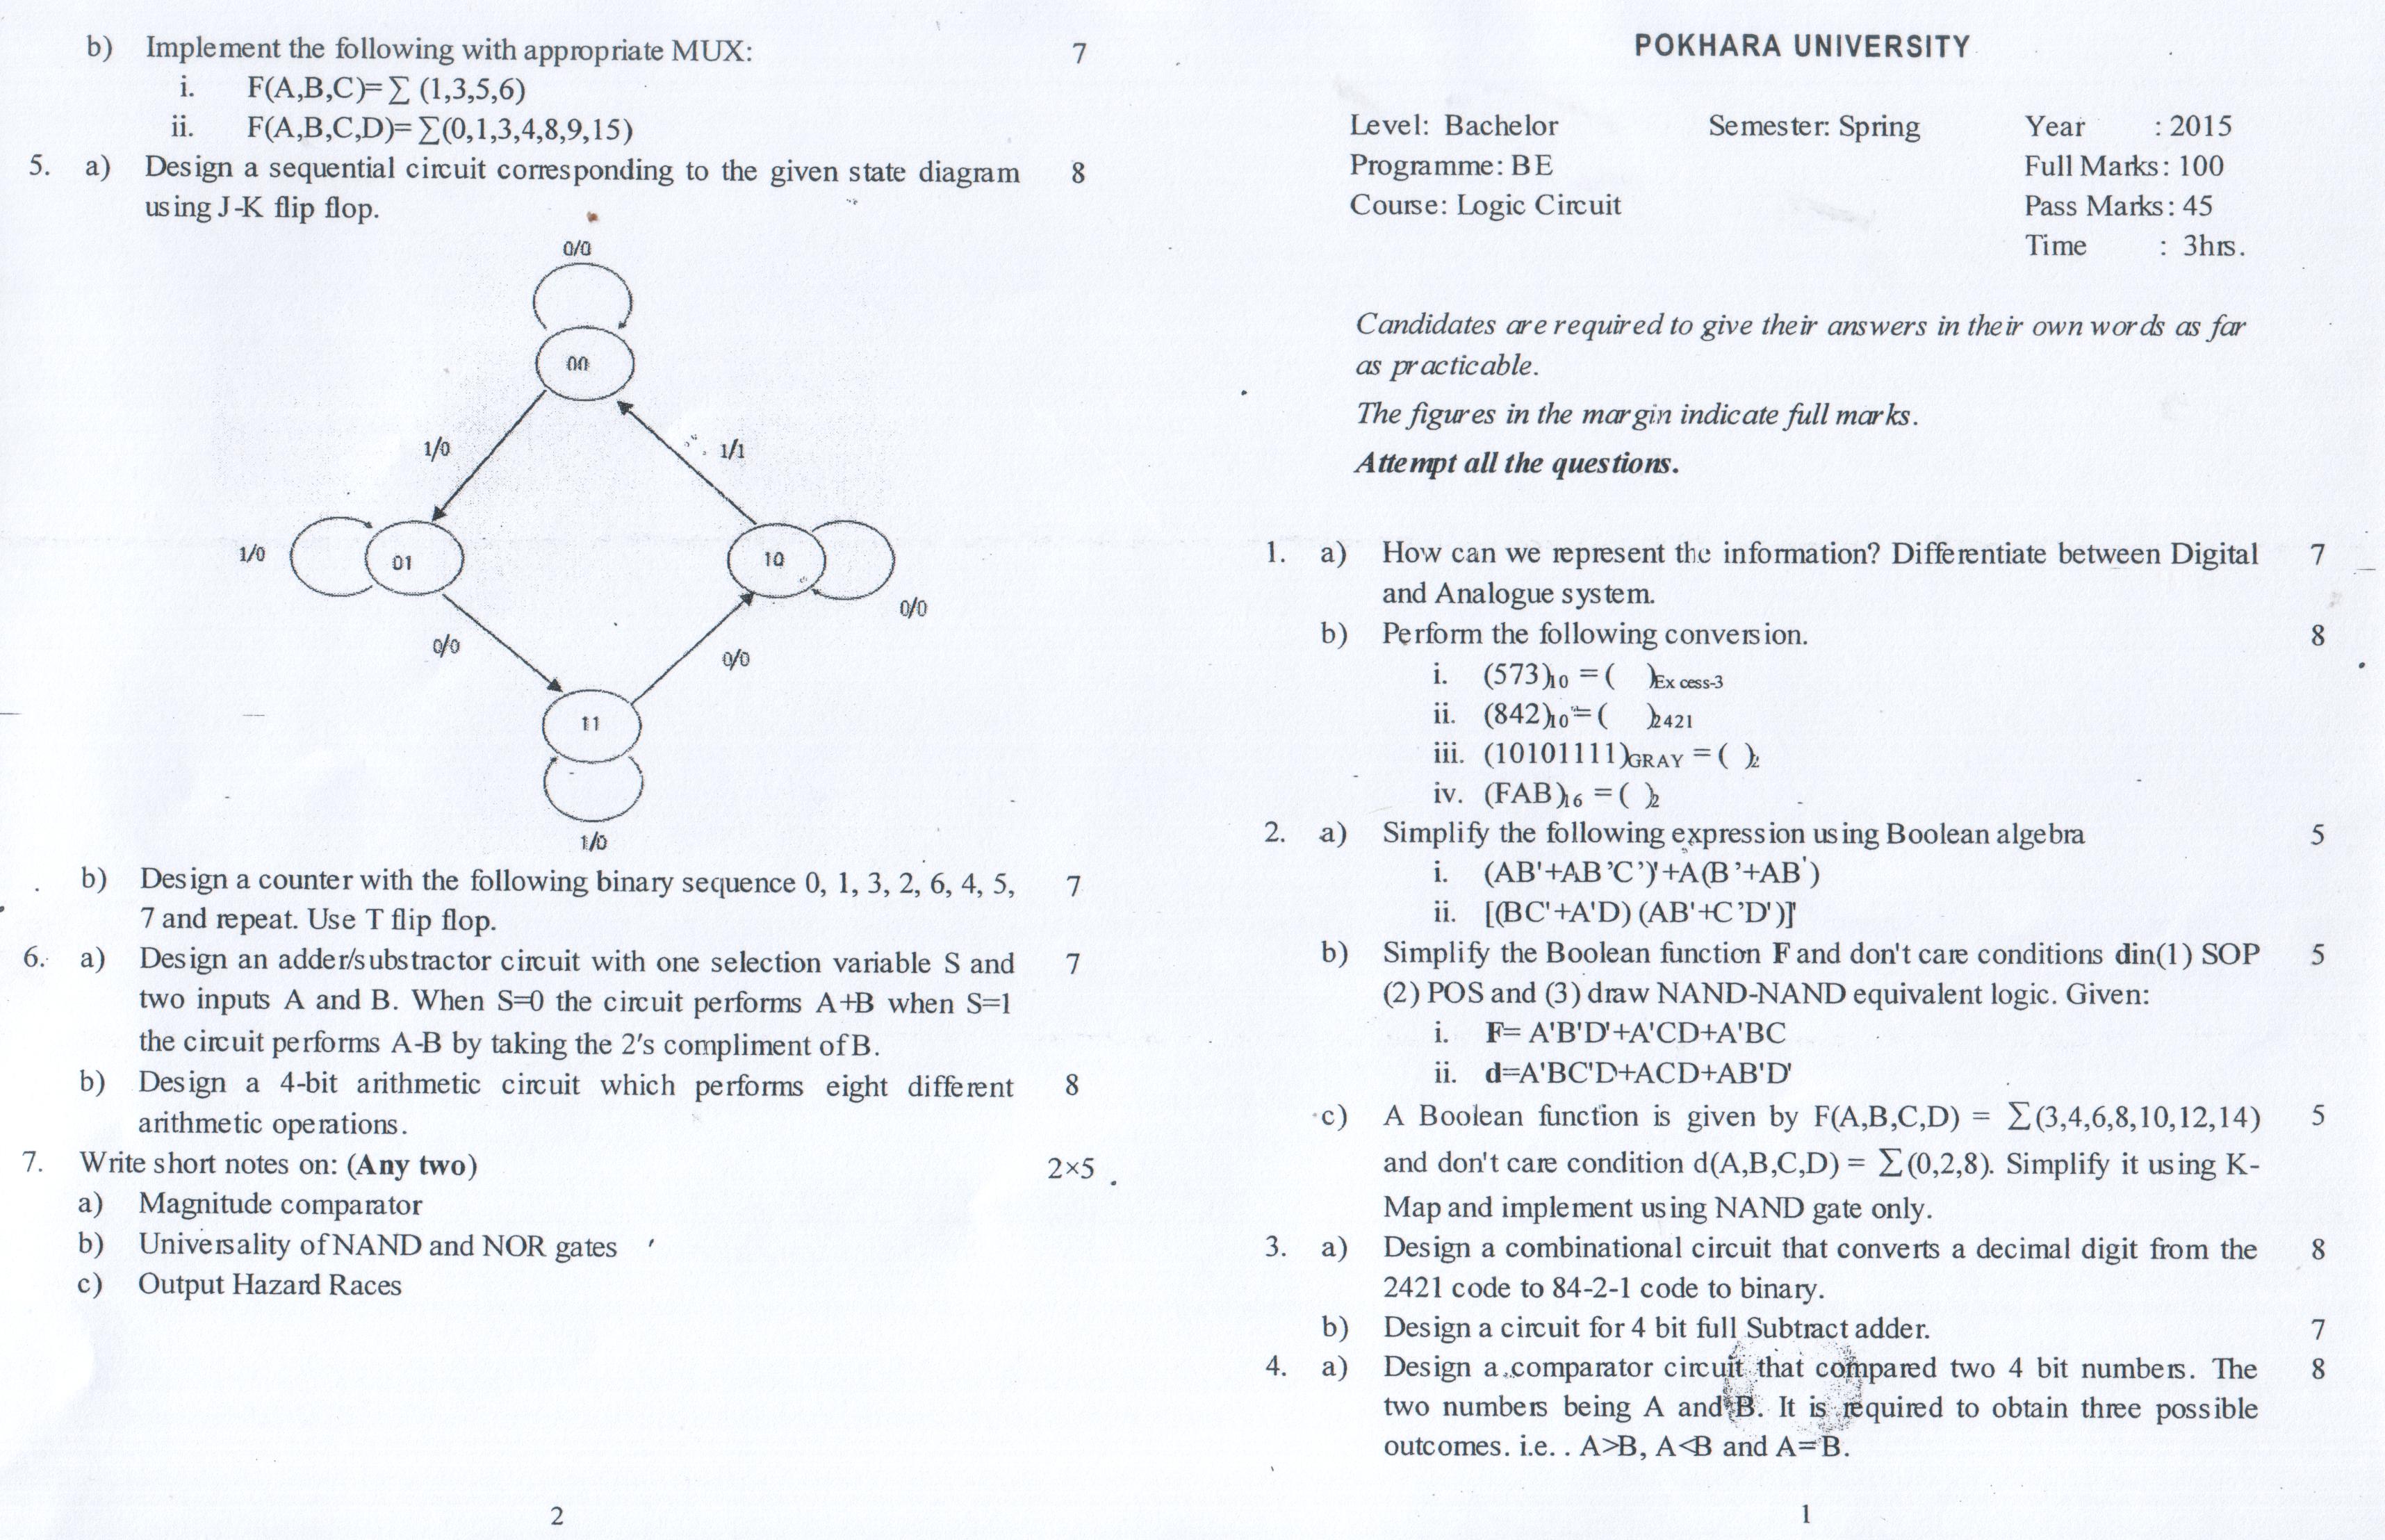 POKHARA UNIVERSITY
Level: Bachelor Semester: Spring Year : 2015
Programme: BE Full Marks: 100
Course: Logic Circuit Pass Marks: 45
Time : 3hrs.
Candidates are required to give their answers in their own words as far
as practicable.
The figures in the margin indicate full marks.
Attempt all the questions.
1. a) How can we represent the information? Differentiate between Digital 7
and Analogue system.
b) Perform the following conversion. 8
i. (573)10 = ( )Excess-3
ii. (842)10 = ( )2421
iii. (10101111)GRAY = ( )2
iv. (FAB)16 = ( )2
2. a) Simplify the following expression using Boolean algebra 5
i. (AB'+AB'C')'+A(B'+AB')
ii. [(BC'+A'D) (AB'+C'D')]'
b) Simplify the Boolean function F and don't care conditions din(1) SOP 5
(2) POS and (3) draw NAND-NAND equivalent logic. Given:
i. F= A'B'D'+A'CD+A'BC
ii. d=A'BC'D+ACD+AB'D'
c) A Boolean function is given by F(A,B,C,D) = ∑(3,4,6,8,10,12,14) 5
and don't care condition d(A,B,C,D) = ∑(0,2,8). Simplify it using K-
Map and implement using NAND gate only.
3. a) Design a combinational circuit that converts a decimal digit from the 8
2421 code to 84-2-1 code to binary.
b) Design a circuit for 4 bit full Subtract adder. 7
4. a) Design a comparator circuit that compared two 4 bit numbers. The 8
two numbers being A and B. It is required to obtain three possible
outcomes. i.e. . A>B, A<B and A=B.
1
b) Implement the following with appropriate MUX: 7
i. F(A,B,C)=∑ (1,3,5,6)
ii. F(A,B,C,D)=∑(0,1,3,4,8,9,15)
5. a) Design a sequential circuit corresponding to the given state diagram 8
using J-K flip flop.
0/0
00
1/0 1/1
1/0 01 10
0/0
0/0 0/0
11
1/0
b) Design a counter with the following binary sequence 0, 1, 3, 2, 6, 4, 5, 7
7 and repeat. Use T flip flop.
6. a) Design an adder/substractor circuit with one selection variable S and 7
two inputs A and B. When S=0 the circuit performs A+B when S=1
the circuit performs A-B by taking the 2's compliment of B.
b) Design a 4-bit arithmetic circuit which performs eight different 8
arithmetic operations.
7. Write short notes on: (Any two) 2×5
a) Magnitude comparator
b) Universality of NAND and NOR gates
c) Output Hazard Races
2